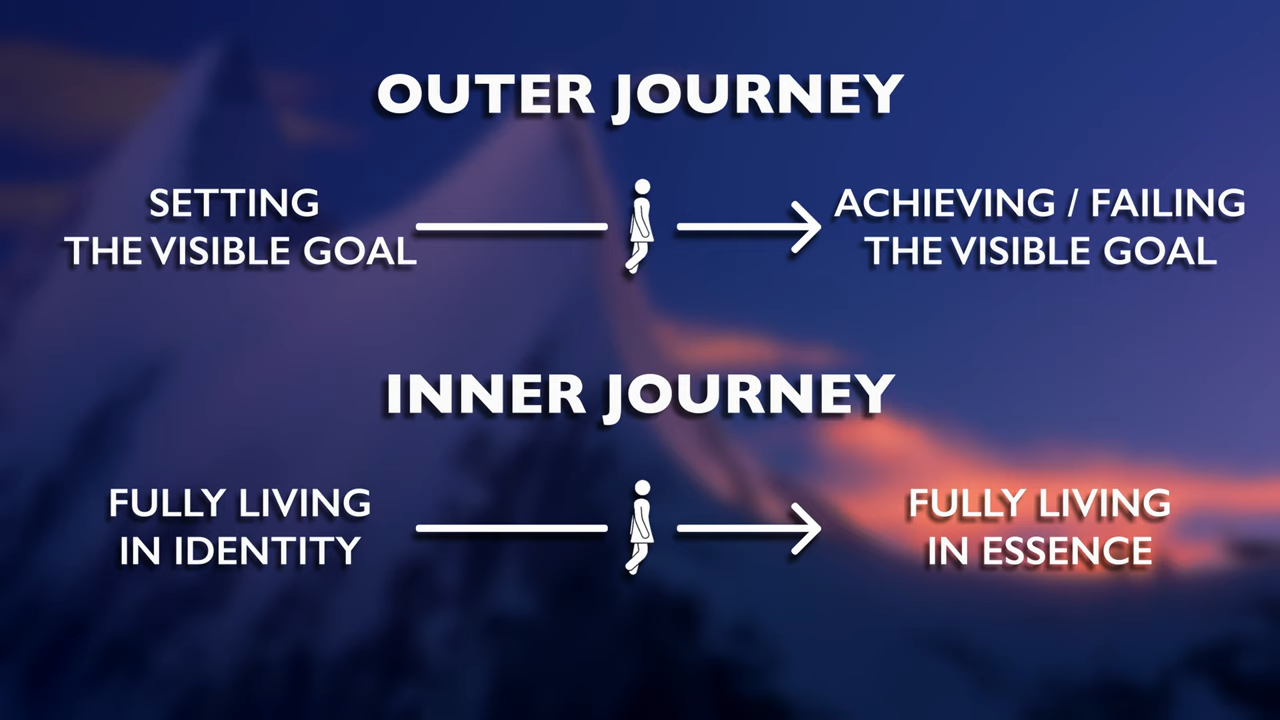 OUTER JOURNEY
SETTING
THE VISIBLE GOAL
ACHIEVING / FAILING
THE VISIBLE GOAL
INNER JOURNEY
FULLY LIVING
IN IDENTITY
FULLY LIVING
IN ESSENCE